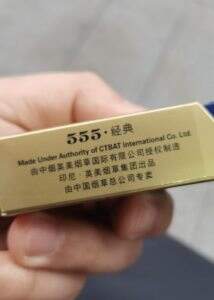 555·经典
Made Under Authority of CTBAT International Co. Ltd.
由中烟英美烟草国际有限公司授权制造
印尼·英美烟草集团出品
由中国烟草总公司专卖